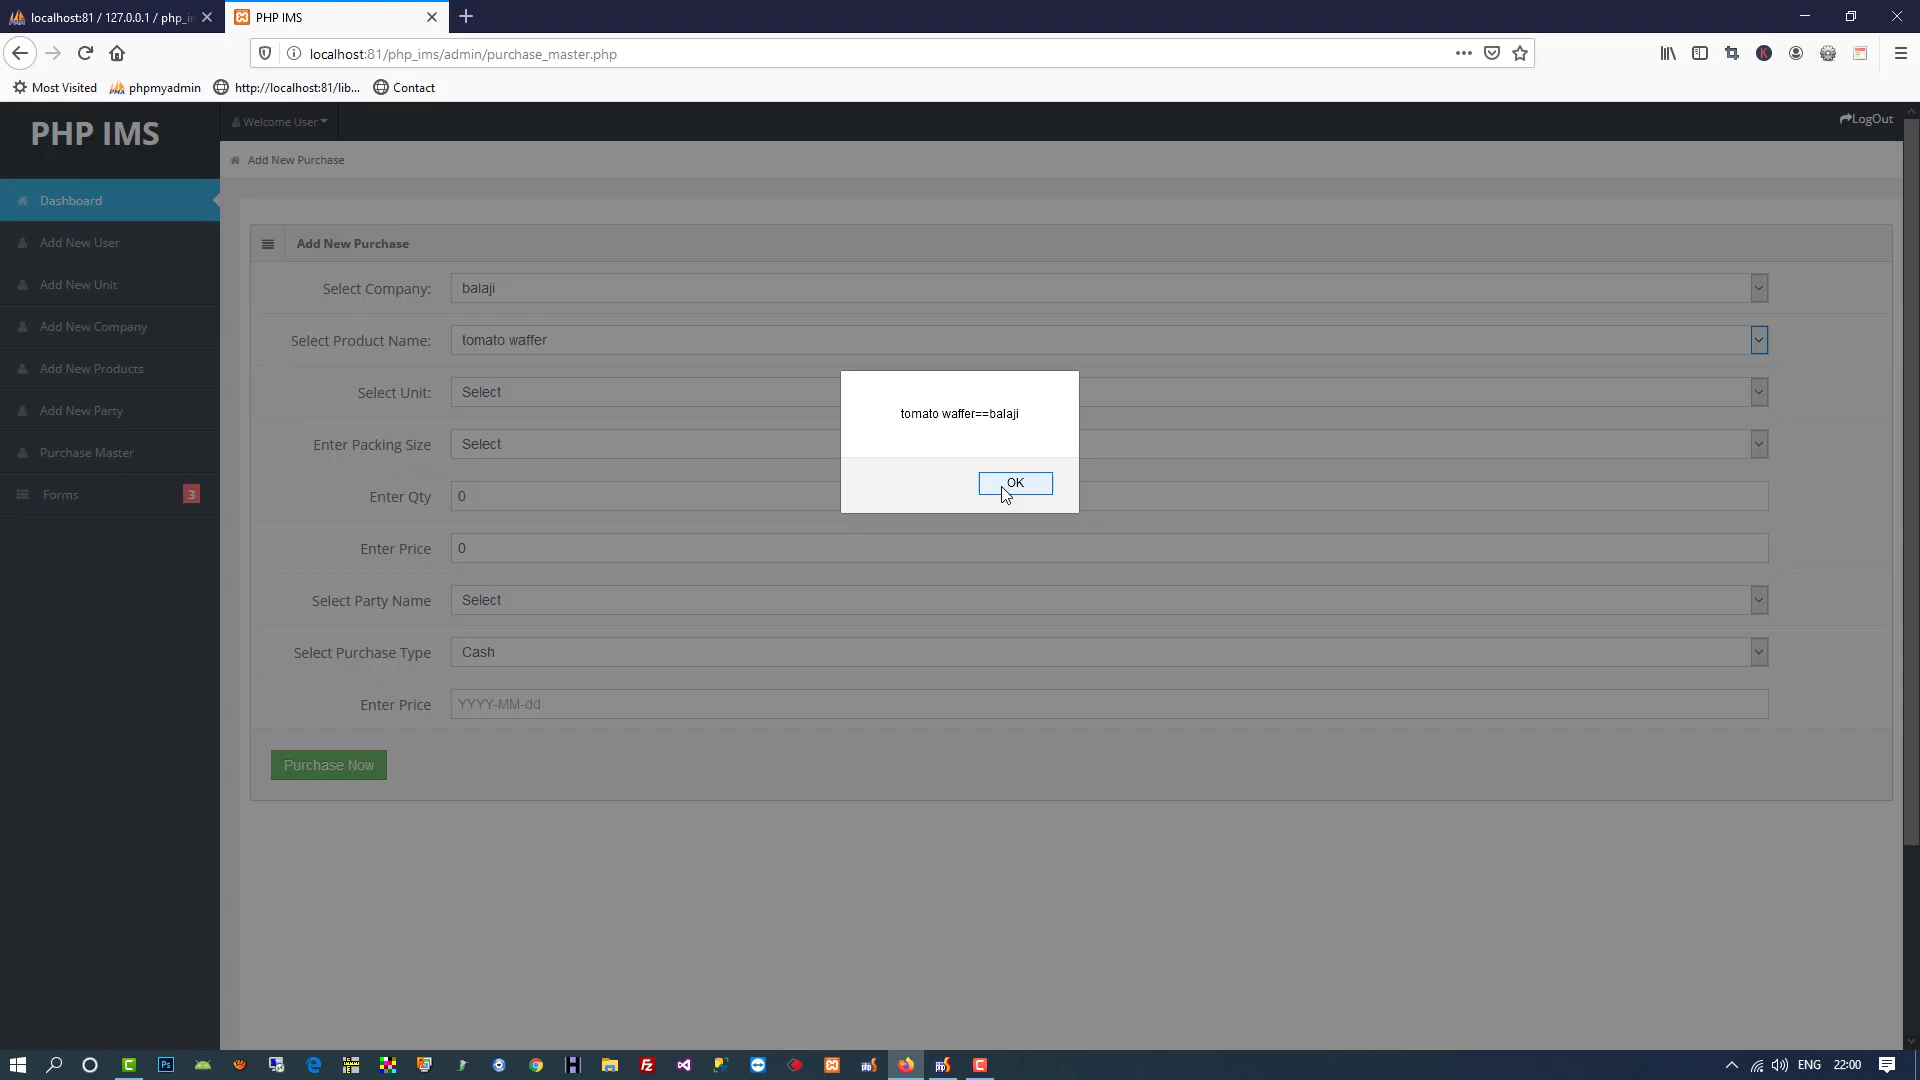 localhost:81 / 127.0.0.1 / php_i
PHP IMS
localhost:81/php_ims/admin/purchase_master.php
Most Visited
phpmyadmin
http://localhost:81/lib...
Contact
PHP IMS
Welcome User
LogOut
Add New Purchase
Dashboard
Add New User
Add New Unit
Add New Company
Add New Products
Add New Party
Purchase Master
Forms
3
Add New Purchase
Select Company:
balaji
Select Product Name:
tomato waffer
Select Unit:
Select
Enter Packing Size
Select
Enter Qty
0
Enter Price
0
Select Party Name
Select
Select Purchase Type
Cash
Enter Price
YYYY-MM-dd
Purchase Now
tomato waffer==balaji
OK
ENG
22:00